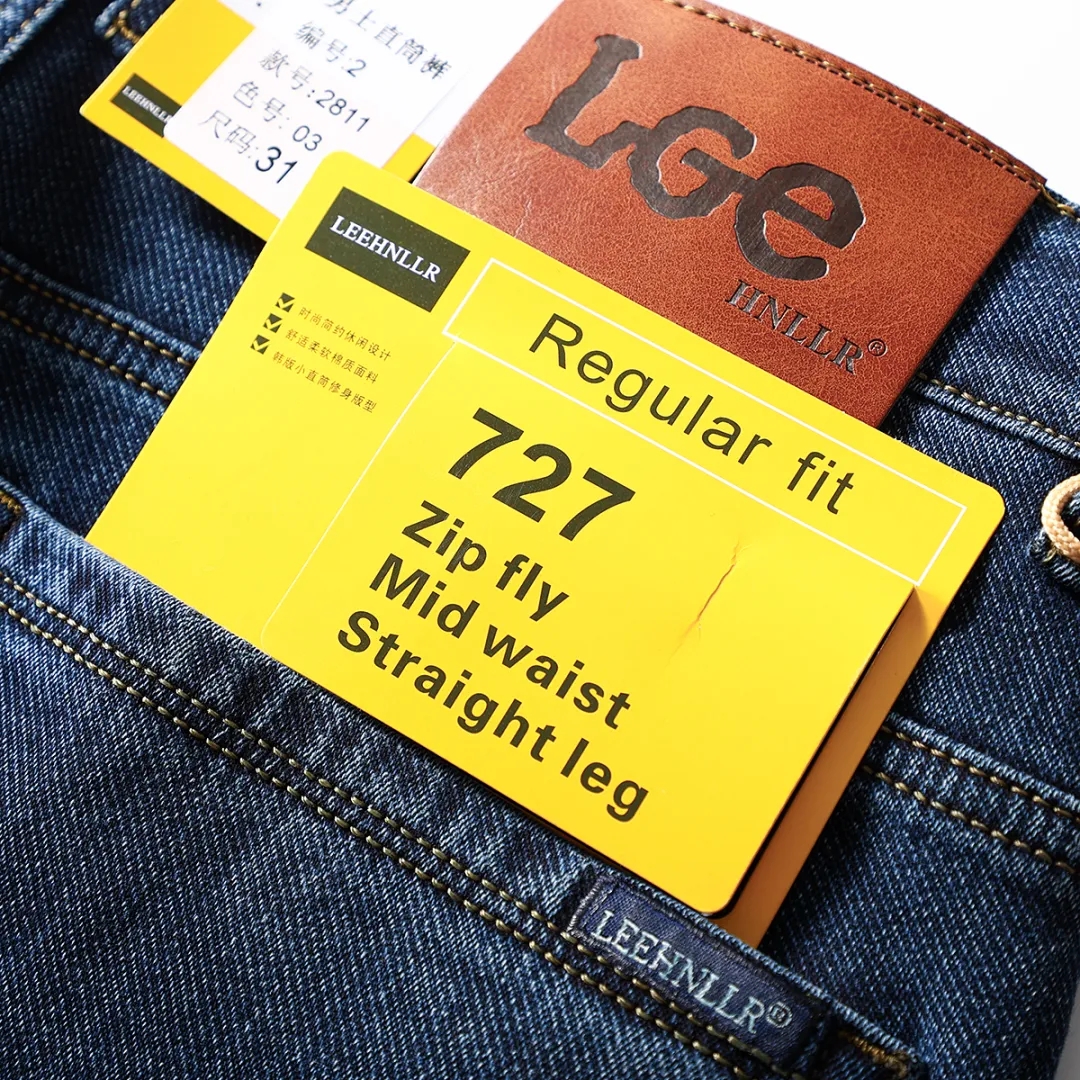 男士直筒裤
编号:2
款号:2811
色号: 03
尺码:31
LEEHNLLR
LGe
HNLLR®
LEEHNLLR
时尚简约休闲设计
舒适柔软棉质面料
韩版小直筒修身版型
Regular fit
727
Zip fly
Mid waist
Straight leg
LEEHNLLR®